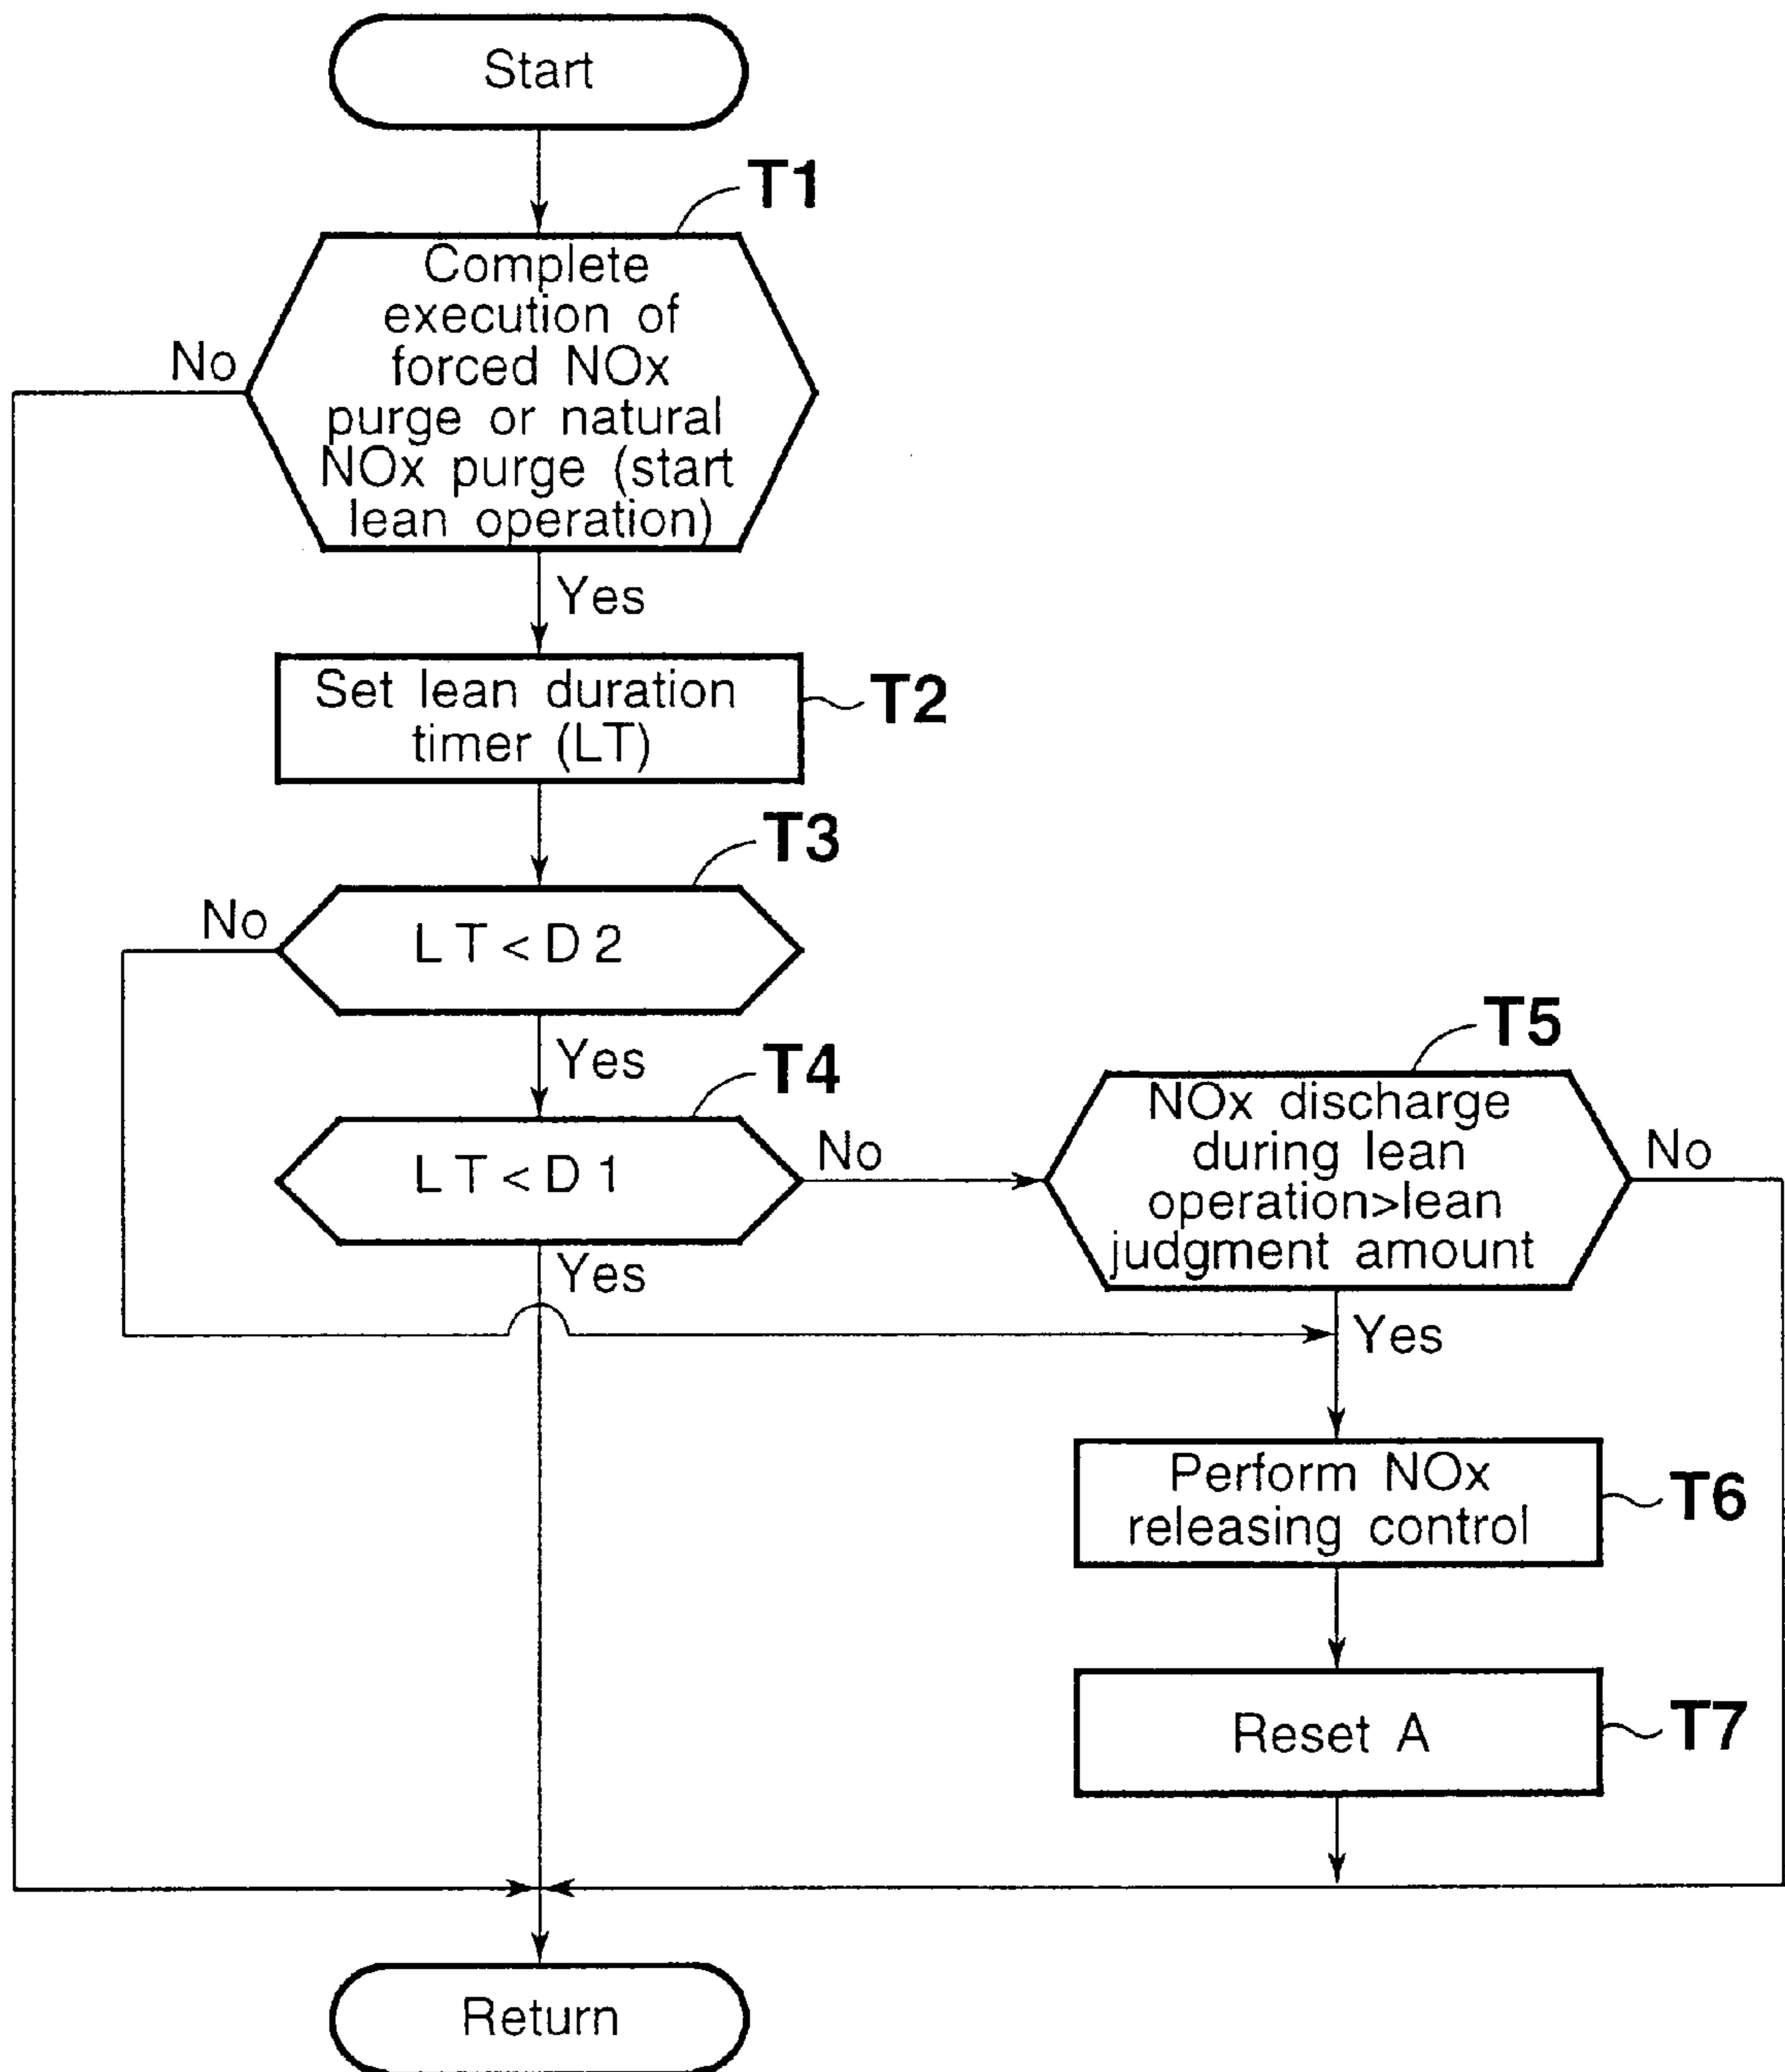 Start
T1
Complete
execution of
forced NOx
purge or natural
NOx purge (start
lean operation)
No
Yes
Set lean duration
timer (LT)
T2
T3
LT<D2
No
Yes
T4
LT<D1
No
Yes
T5
NOx discharge
during lean
operation>lean
judgment amount
No
Yes
Perform NOx
releasing control
T6
Reset A
T7
Return